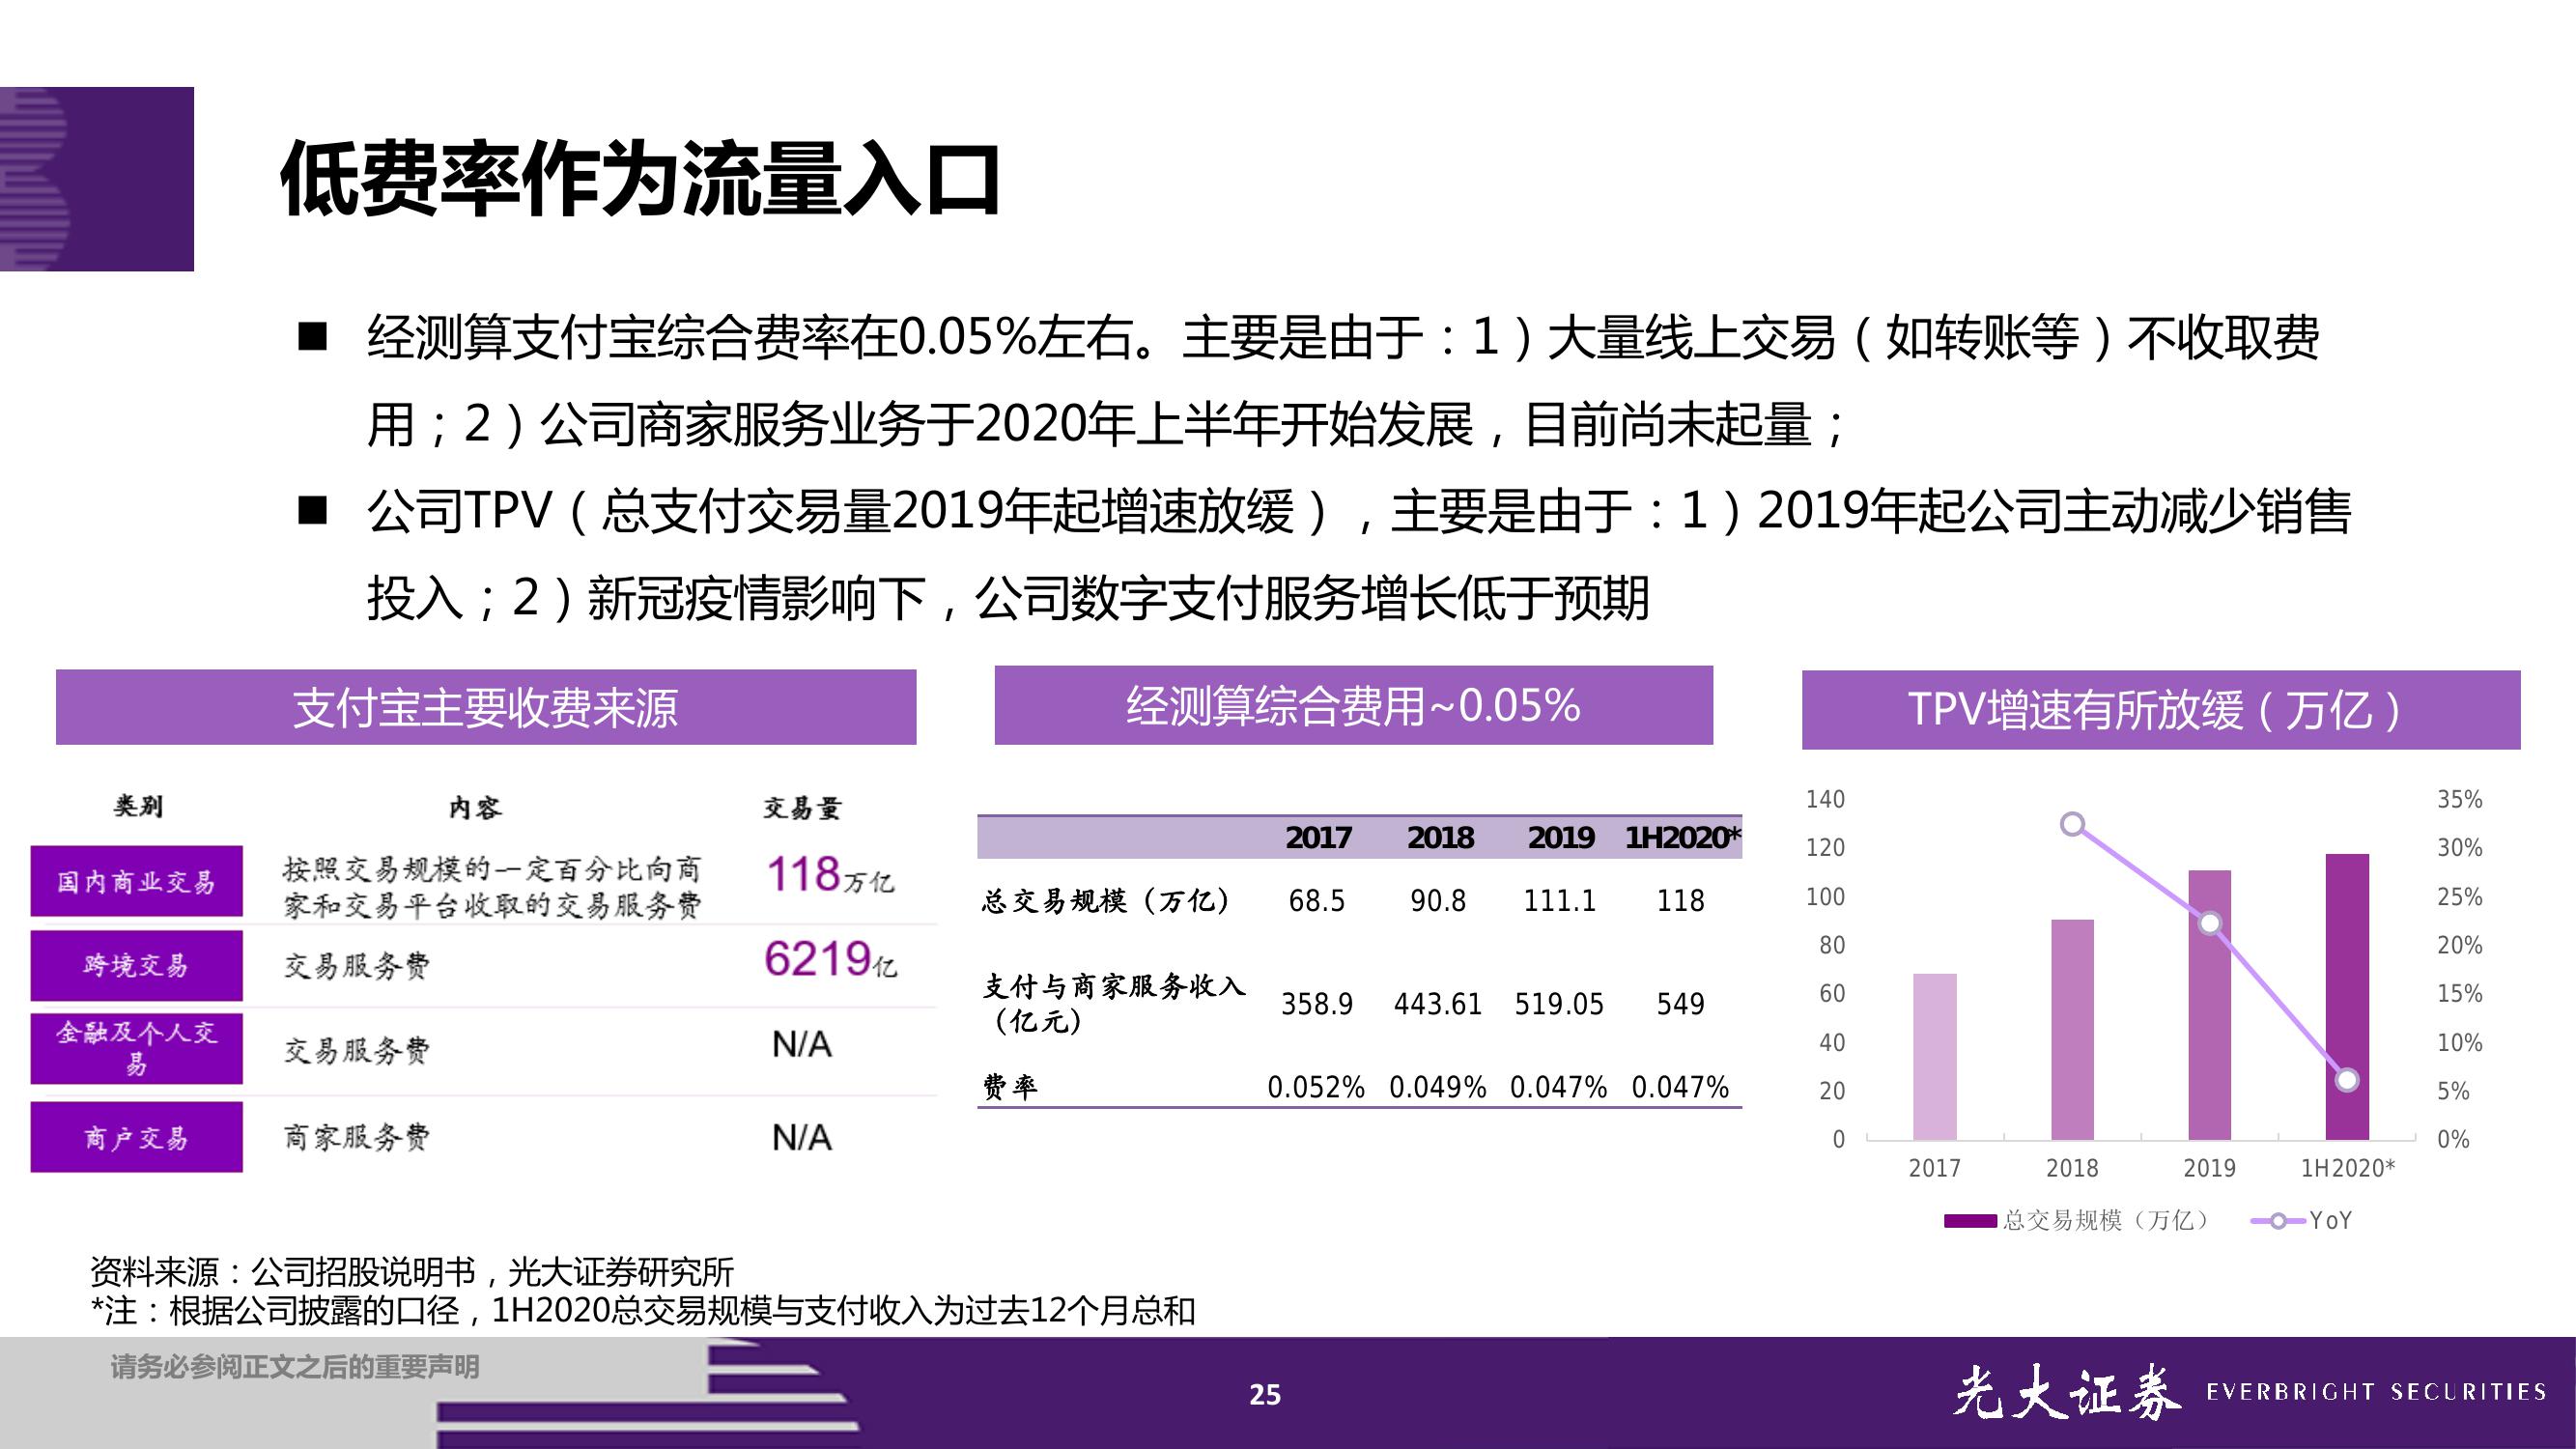 低费率作为流量入口
■ 经测算支付宝综合费率在0.05%左右。主要是由于：1）大量线上交易（如转账等）不收取费
用；2）公司商家服务业务于2020年上半年开始发展，目前尚未起量；
■ 公司TPV（总支付交易量2019年起增速放缓），主要是由于：1）2019年起公司主动减少销售
投入；2）新冠疫情影响下，公司数字支付服务增长低于预期
支付宝主要收费来源
类别 内容 交易量
国内商业交易 按照交易规模的一定百分比向商 118万亿
家和交易平台收取的交易服务费
跨境交易 交易服务费 6219亿
金融及个人交
易 交易服务费 N/A
商户交易 商家服务费 N/A
经测算综合费用~0.05%
2017 2018 2019 1H2020*
总交易规模（万亿） 68.5 90.8 111.1 118
支付与商家服务收入
（亿元） 358.9 443.61 519.05 549
费率 0.052% 0.049% 0.047% 0.047%
TPV增速有所放缓（万亿）
140 35%
120 30%
100 25%
80 20%
60 15%
40 10%
20 5%
0 0%
2017 2018 2019 1H2020*
总交易规模（万亿） YoY
资料来源：公司招股说明书，光大证券研究所
*注：根据公司披露的口径，1H2020总交易规模与支付收入为过去12个月总和
请务必参阅正文之后的重要声明
25
光大证券 EVERBRIGHT SECURITIES